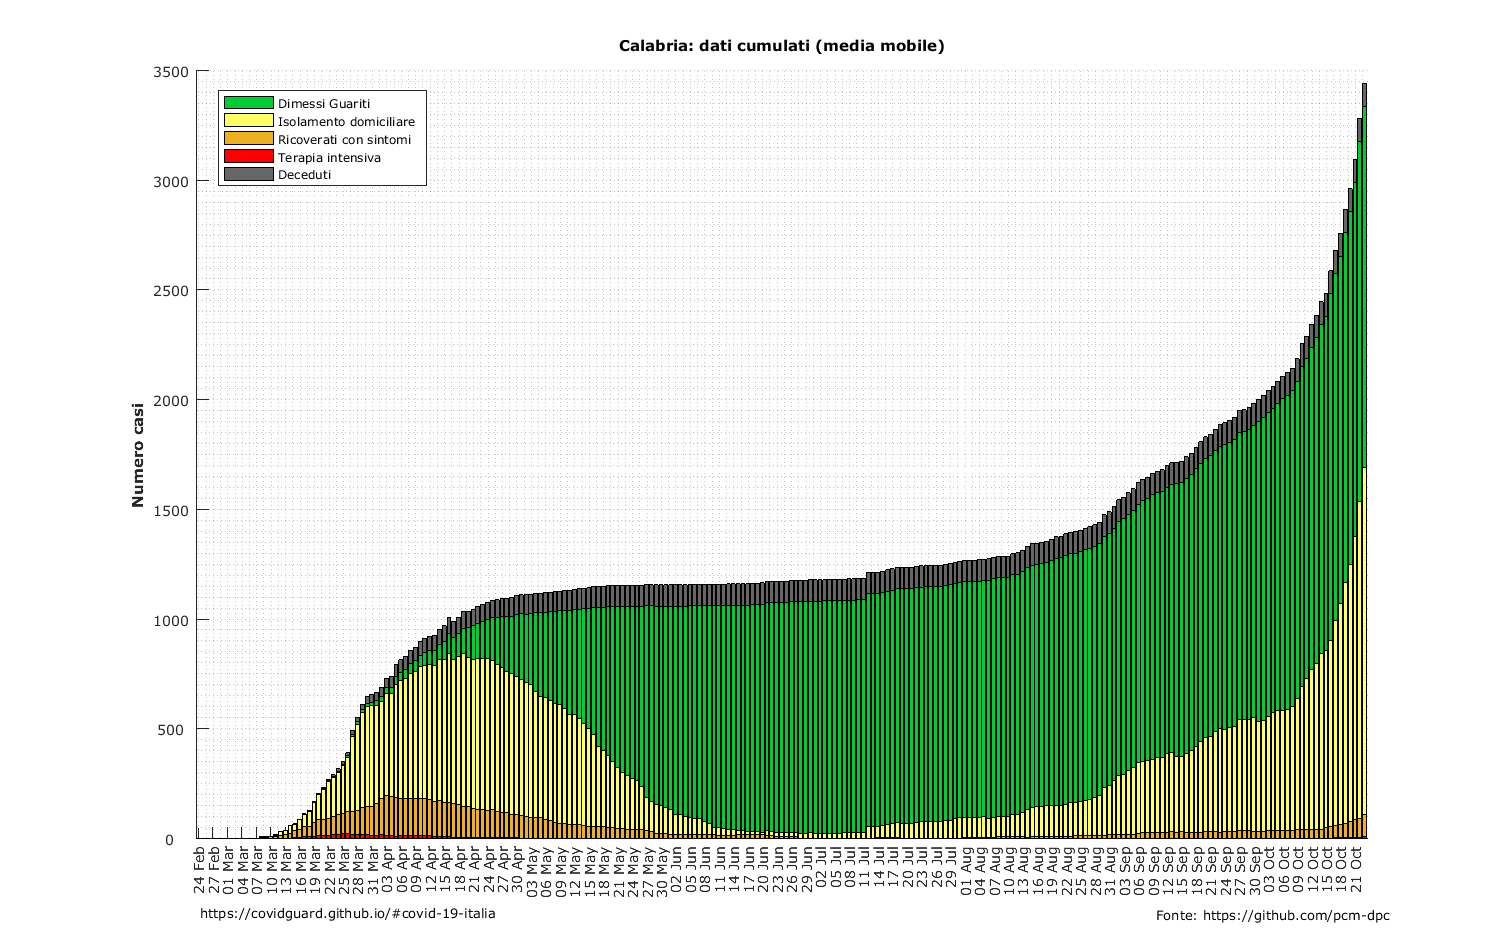 Calabria: dati cumulati (media mobile)
3500
3000
2500
2000
1500
1000
500
0
Numero casi
Dimessi Guariti
Isolamento domiciliare
Ricoverati con sintomi
Terapia intensiva
Deceduti
24 Feb
27 Feb
01 Mar
04 Mar
07 Mar
10 Mar
13 Mar
16 Mar
19 Mar
22 Mar
25 Mar
28 Mar
31 Mar
03 Apr
06 Apr
09 Apr
12 Apr
15 Apr
18 Apr
21 Apr
24 Apr
27 Apr
30 Apr
03 May
06 May
09 May
12 May
15 May
18 May
21 May
24 May
27 May
30 May
02 Jun
05 Jun
08 Jun
11 Jun
14 Jun
17 Jun
20 Jun
23 Jun
26 Jun
29 Jun
02 Jul
05 Jul
08 Jul
11 Jul
14 Jul
17 Jul
20 Jul
23 Jul
26 Jul
29 Jul
01 Aug
04 Aug
07 Aug
10 Aug
13 Aug
16 Aug
19 Aug
22 Aug
25 Aug
28 Aug
31 Aug
03 Sep
06 Sep
09 Sep
12 Sep
15 Sep
18 Sep
21 Sep
24 Sep
27 Sep
30 Sep
03 Oct
06 Oct
09 Oct
12 Oct
15 Oct
18 Oct
21 Oct
https://covidguard.github.io/#covid-19-italia
Fonte: https://github.com/pcm-dpc